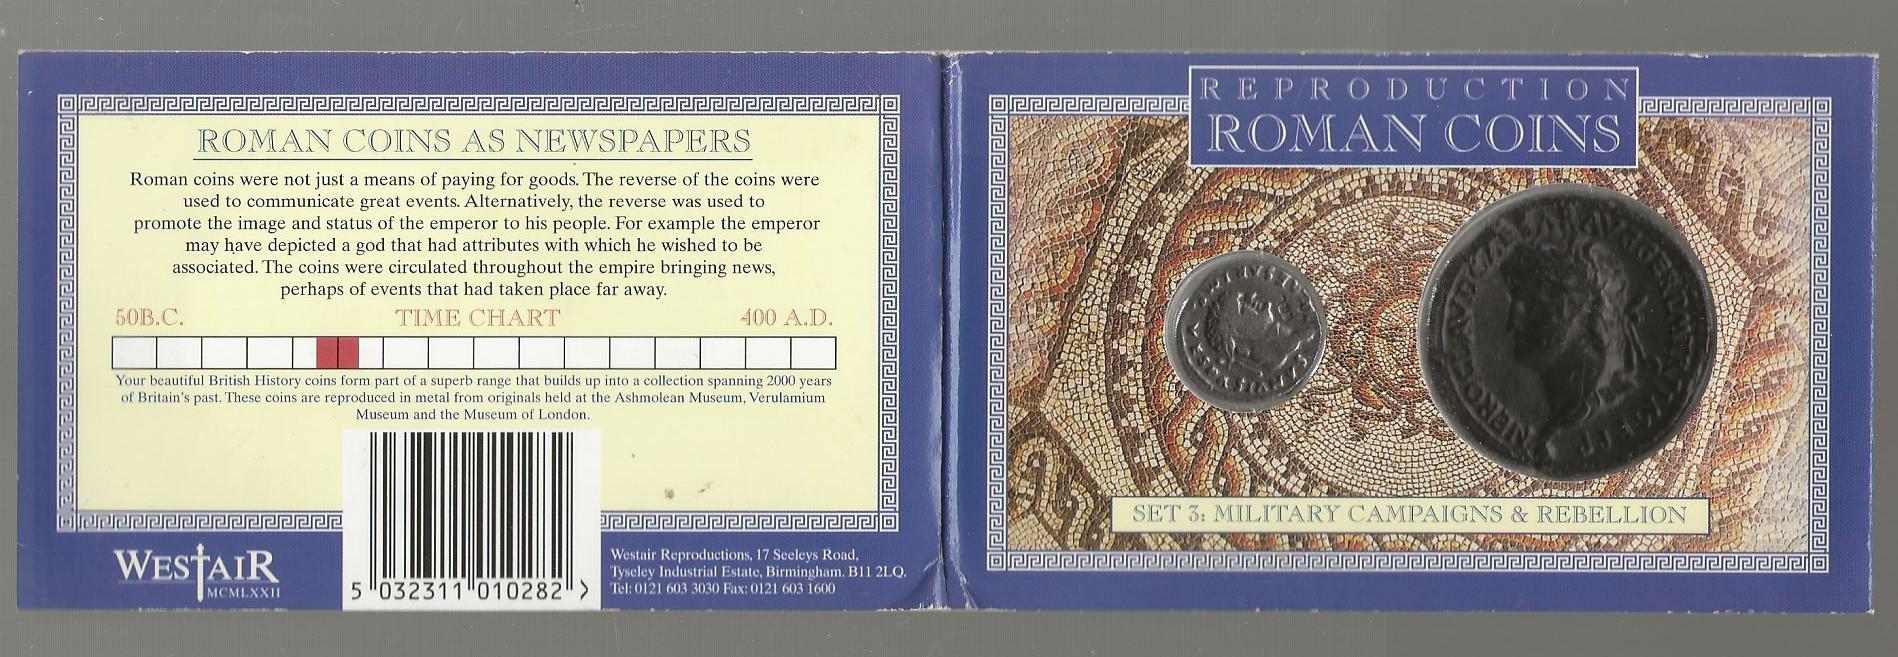 ROMAN COINS AS NEWSPAPERS
Roman coins were not just a means of paying for goods. The reverse of the coins were
used to communicate great events. Alternatively, the reverse was used to
promote the image and status of the emperor to his people. For example the emperor
may have depicted a god that had attributes with which he wished to be
associated. The coins were circulated throughout the empire bringing news,
perhaps of events that had taken place far away.
50B.C. TIME CHART 400 A.D.
Your beautiful British History coins form part of a superb range that builds up into a collection spanning 2000 years
of Britain's past. These coins are reproduced in metal from originals held at the Ashmolean Museum, Verulamium
Museum and the Museum of London.
WESTAIR
MCMLXXII
5 032311 010282 >
Westair Reproductions, 17 Seeleys Road,
Tyseley Industrial Estate, Birmingham. B11 2LQ.
Tel: 0121 603 3030 Fax: 0121 603 1600
REPRODUCTION
ROMAN COINS
SET 3: MILITARY CAMPAIGNS & REBELLION